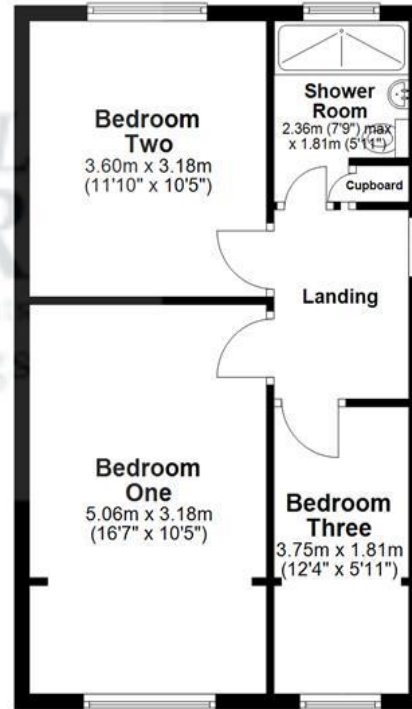 Bedroom
Two
3.60m x 3.18m
(11'10" x 10'5")
Shower
Room
2.36m (7'9") max
x 1.81m (5'11")
Cupboard
Landing
Bedroom
One
5.06m x 3.18m
(16'7" x 10'5")
Bedroom
Three
3.75m x 1.81m
(12'4" x 5'11")